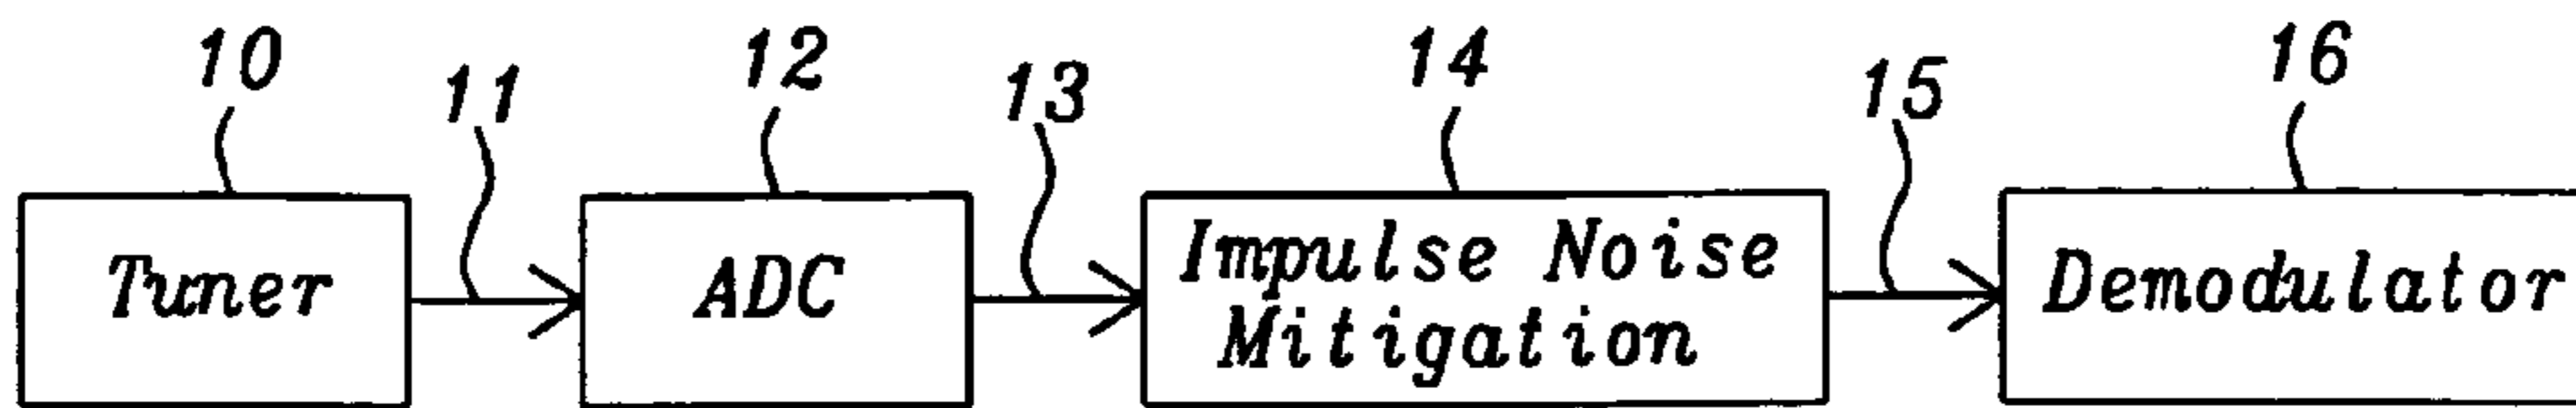 10
11
12
13
14
15
16
Tuner
ADC
Impulse Noise
Mitigation
Demodulator